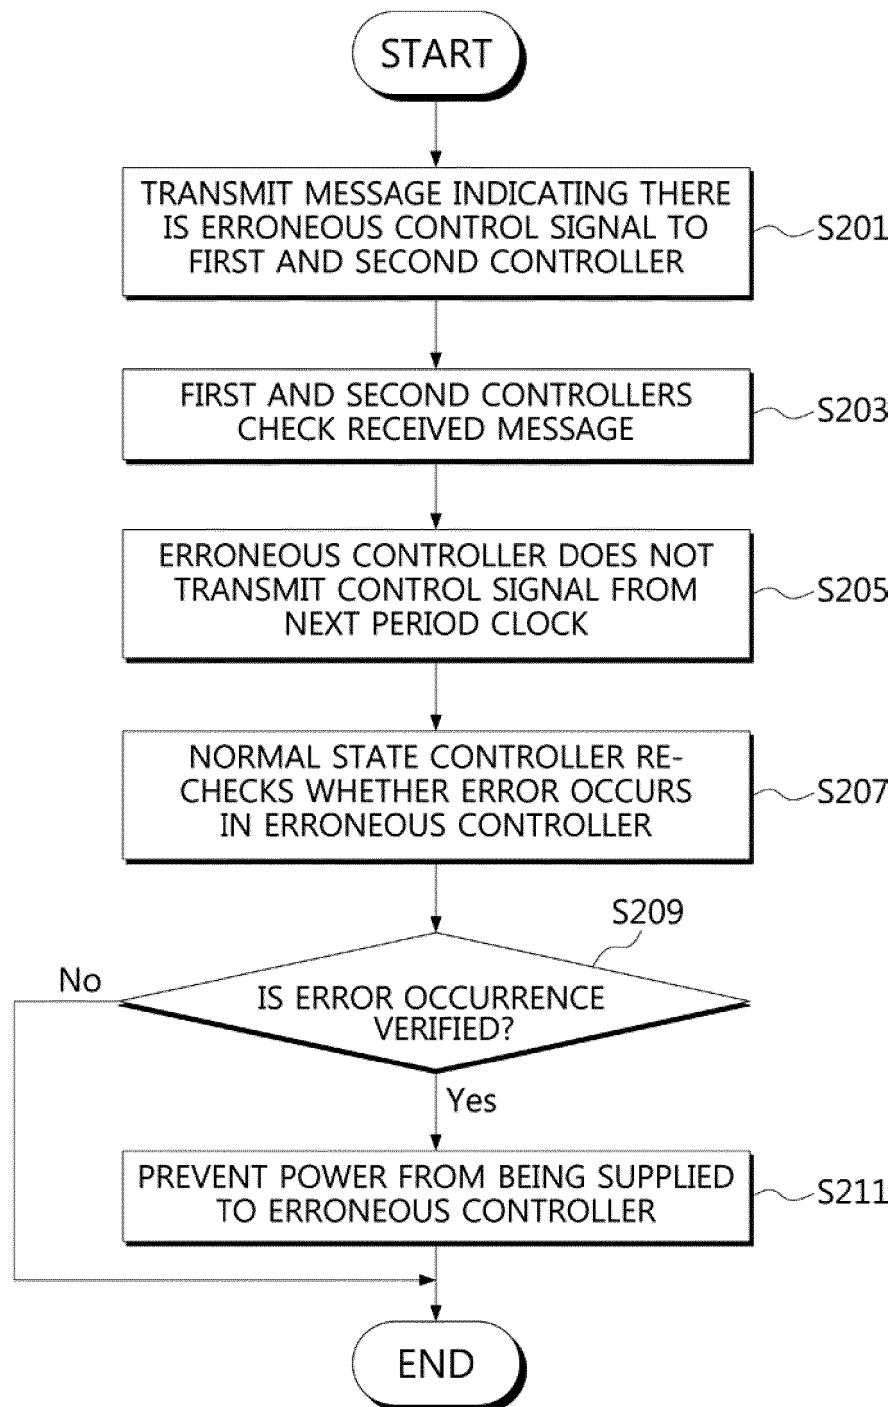 START
TRANSMIT MESSAGE INDICATING THERE
IS ERRONEOUS CONTROL SIGNAL TO
FIRST AND SECOND CONTROLLER
S201
FIRST AND SECOND CONTROLLERS
CHECK RECEIVED MESSAGE
S203
ERRONEOUS CONTROLLER DOES NOT
TRANSMIT CONTROL SIGNAL FROM
NEXT PERIOD CLOCK
S205
NORMAL STATE CONTROLLER RE-
CHECKS WHETHER ERROR OCCURS
IN ERRONEOUS CONTROLLER
S207
S209
No
IS ERROR OCCURRENCE
VERIFIED?
Yes
PREVENT POWER FROM BEING SUPPLIED
TO ERRONEOUS CONTROLLER
S211
END